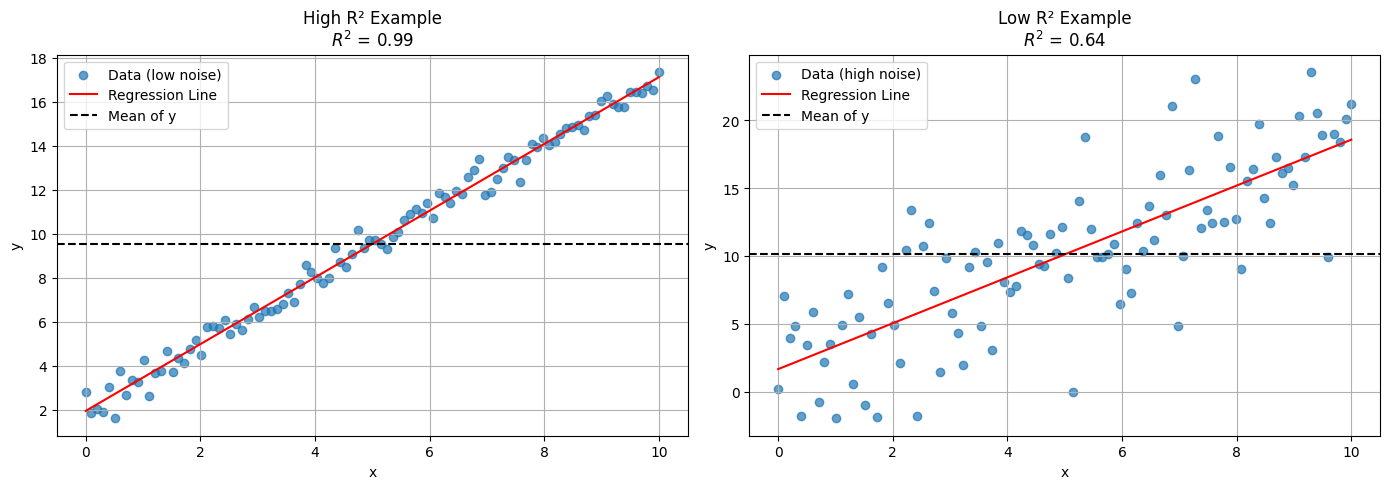 High R² Example
R² = 0.99
Data (low noise)
Regression Line
Mean of y
18
16
14
12
10
8
6
4
2
y
0 2 4 6 8 10
x
Low R² Example
R² = 0.64
Data (high noise)
Regression Line
Mean of y
20
15
10
5
0
y
0 2 4 6 8 10
x